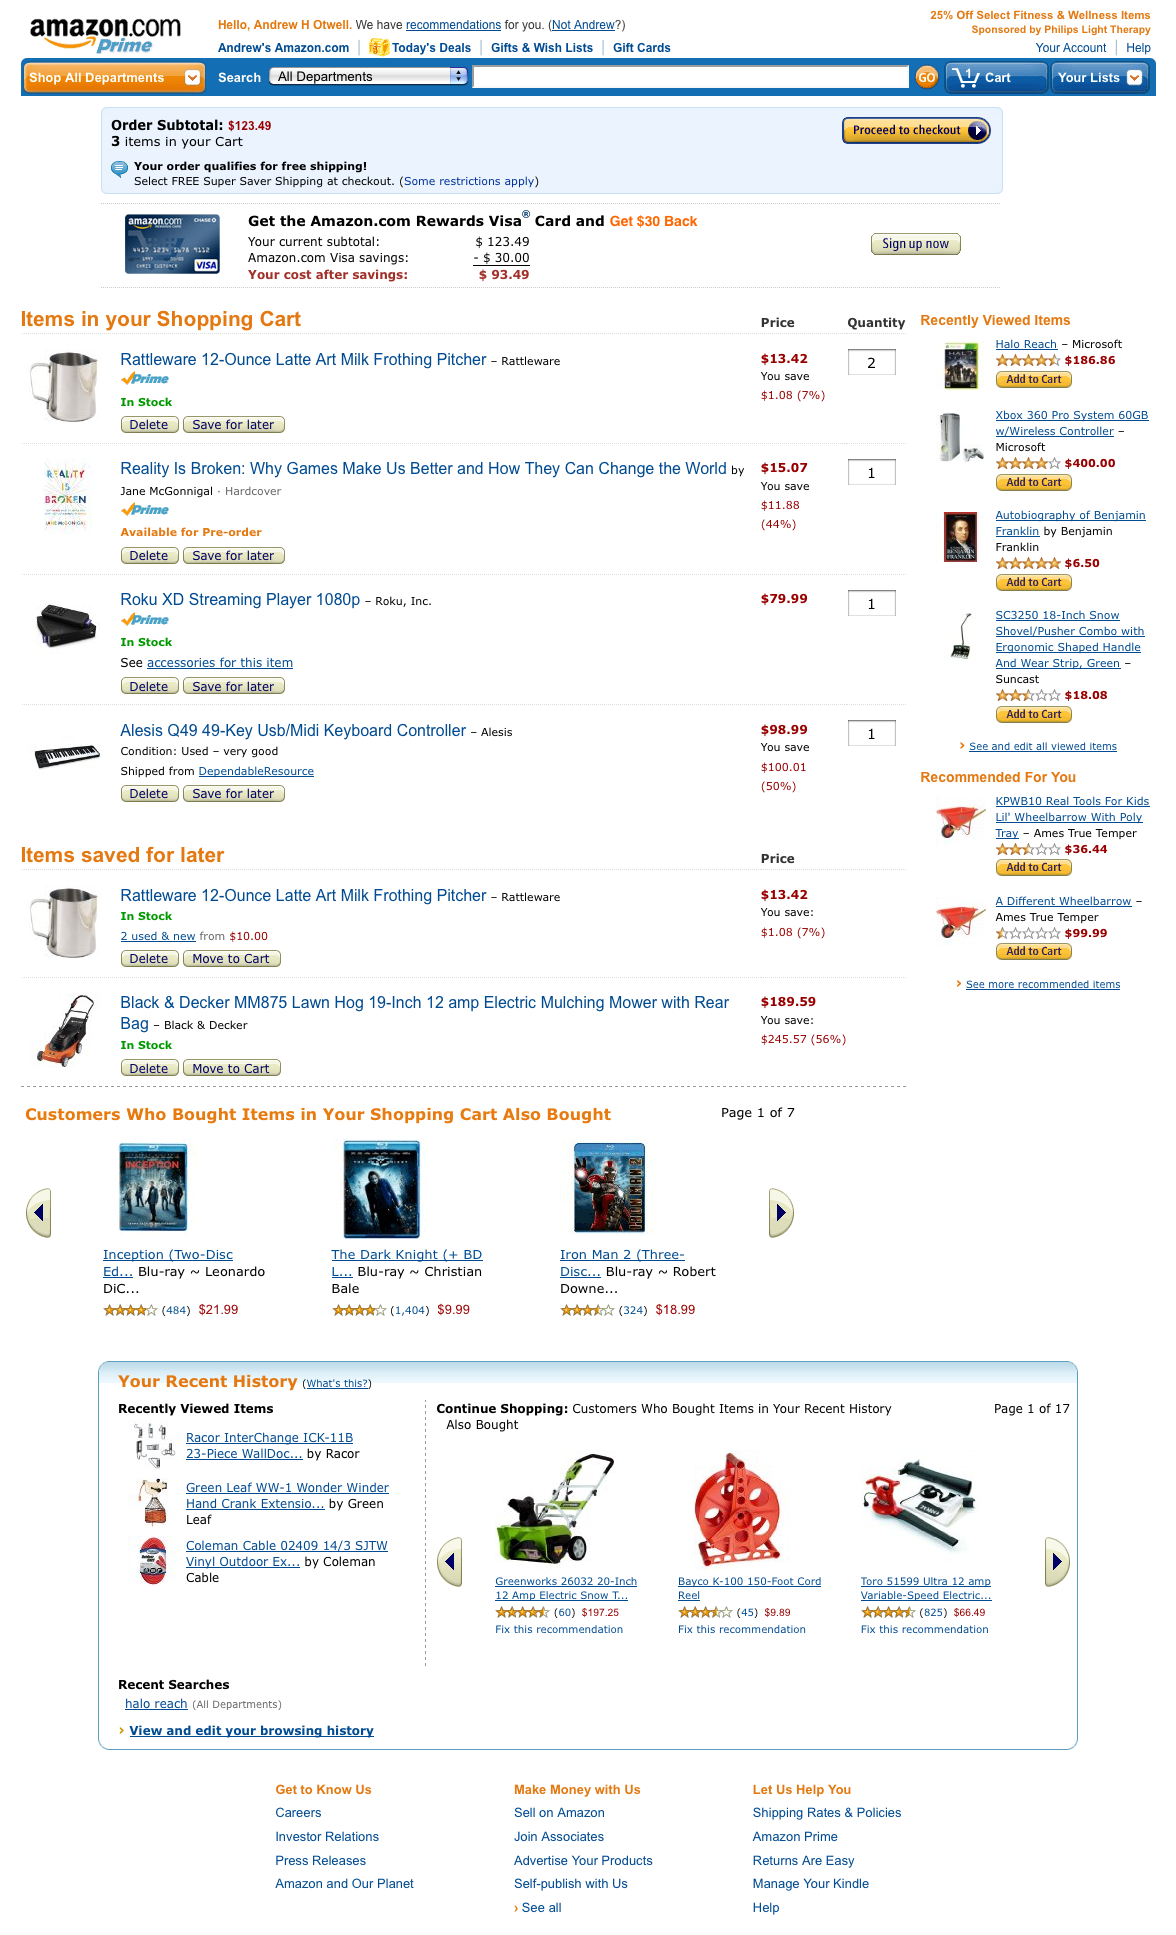 amazon.com
Prime
Hello, Andrew H Otwell. We have recommendations for you. (Not Andrew?)
Andrew's Amazon.com
Today's Deals
Gifts & Wish Lists
Gift Cards
25% Off Select Fitness & Wellness Items
Sponsored by Philips Light Therapy
Your Account
Help
Shop All Departments
Search
All Departments
GO
1
Cart
Your Lists
Order Subtotal: $123.49
3 items in your Cart
Your order qualifies for free shipping!
Select FREE Super Saver Shipping at checkout. (Some restrictions apply)
Proceed to checkout
amazon.com
CHASE
4417 1234 5678 9112
CHRIS CUSTOMER
VISA
Get the Amazon.com Rewards Visa® Card and Get $30 Back
Your current subtotal: $ 123.49
Amazon.com Visa savings: - $ 30.00
Your cost after savings: $ 93.49
Sign up now
Items in your Shopping Cart
Price
Quantity
Rattleware 12-Ounce Latte Art Milk Frothing Pitcher – Rattleware
Prime
In Stock
Delete
Save for later
$13.42
You save
$1.08 (7%)
2
REALITY
IS
BROKEN
JANE McGONIGAL
Reality Is Broken: Why Games Make Us Better and How They Can Change the World by
Jane McGonnigal · Hardcover
Prime
Available for Pre-order
Delete
Save for later
$15.07
You save
$11.88
(44%)
1
Roku XD Streaming Player 1080p – Roku, Inc.
Prime
In Stock
See accessories for this item
Delete
Save for later
$79.99
1
Alesis Q49 49-Key Usb/Midi Keyboard Controller – Alesis
Condition: Used – very good
Shipped from DependableResource
Delete
Save for later
$98.99
You save
$100.01
(50%)
1
Items saved for later
Price
Rattleware 12-Ounce Latte Art Milk Frothing Pitcher – Rattleware
In Stock
2 used & new from $10.00
Delete
Move to Cart
$13.42
You save:
$1.08 (7%)
Black & Decker MM875 Lawn Hog 19-Inch 12 amp Electric Mulching Mower with Rear
Bag – Black & Decker
In Stock
Delete
Move to Cart
$189.59
You save:
$245.57 (56%)
Recently Viewed Items
HALO
Halo Reach – Microsoft
$186.86
Add to Cart
Xbox 360 Pro System 60GB
w/Wireless Controller –
Microsoft
$400.00
Add to Cart
BENJAMIN
FRANKLIN
Autobiography of Benjamin
Franklin by Benjamin
Franklin
$6.50
Add to Cart
SC3250 18-Inch Snow
Shovel/Pusher Combo with
Ergonomic Shaped Handle
And Wear Strip, Green –
Suncast
$18.08
Add to Cart
› See and edit all viewed items
Recommended For You
KPWB10 Real Tools For Kids
Lil' Wheelbarrow With Poly
Tray – Ames True Temper
$36.44
Add to Cart
A Different Wheelbarrow –
Ames True Temper
$99.99
Add to Cart
› See more recommended items
Customers Who Bought Items in Your Shopping Cart Also Bought
Page 1 of 7
INCEPTION
Inception (Two-Disc
Ed... Blu-ray ~ Leonardo
DiC...
(484) $21.99
The Dark Knight (+ BD
L... Blu-ray ~ Christian
Bale
(1,404) $9.99
IRON MAN 2
Iron Man 2 (Three-
Disc... Blu-ray ~ Robert
Downe...
(324) $18.99
Your Recent History (What's this?)
Recently Viewed Items
Racor InterChange ICK-11B
23-Piece WallDoc... by Racor
Green Leaf WW-1 Wonder Winder
Hand Crank Extensio... by Green
Leaf
Coleman Cable 02409 14/3 SJTW
Vinyl Outdoor Ex... by Coleman
Cable
Continue Shopping: Customers Who Bought Items in Your Recent History
Also Bought
Page 1 of 17
Greenworks 26032 20-Inch
12 Amp Electric Snow T...
(60) $197.25
Fix this recommendation
Bayco K-100 150-Foot Cord
Reel
(45) $9.89
Fix this recommendation
Toro 51599 Ultra 12 amp
Variable-Speed Electric...
(825) $66.49
Fix this recommendation
Recent Searches
halo reach (All Departments)
› View and edit your browsing history
Get to Know Us
Careers
Investor Relations
Press Releases
Amazon and Our Planet
Make Money with Us
Sell on Amazon
Join Associates
Advertise Your Products
Self-publish with Us
› See all
Let Us Help You
Shipping Rates & Policies
Amazon Prime
Returns Are Easy
Manage Your Kindle
Help